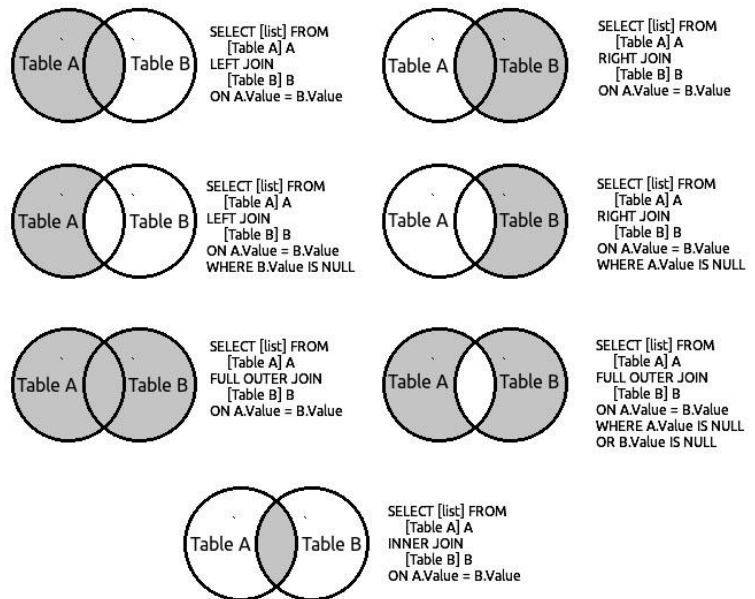 Table A
Table B
SELECT [list] FROM
[Table A] A
LEFT JOIN
[Table B] B
ON A.Value = B.Value
Table A
Table B
SELECT [list] FROM
[Table A] A
RIGHT JOIN
[Table B] B
ON A.Value = B.Value
Table A
Table B
SELECT [list] FROM
[Table A] A
LEFT JOIN
[Table B] B
ON A.Value = B.Value
WHERE B.Value IS NULL
Table A
Table B
SELECT [list] FROM
[Table A] A
RIGHT JOIN
[Table B] B
ON A.Value = B.Value
WHERE A.Value IS NULL
Table A
Table B
SELECT [list] FROM
[Table A] A
FULL OUTER JOIN
[Table B] B
ON A.Value = B.Value
Table A
Table B
SELECT [list] FROM
[Table A] A
FULL OUTER JOIN
[Table B] B
ON A.Value = B.Value
WHERE A.Value IS NULL
OR B.Value IS NULL
Table A
Table B
SELECT [list] FROM
[Table A] A
INNER JOIN
[Table B] B
ON A.Value = B.Value